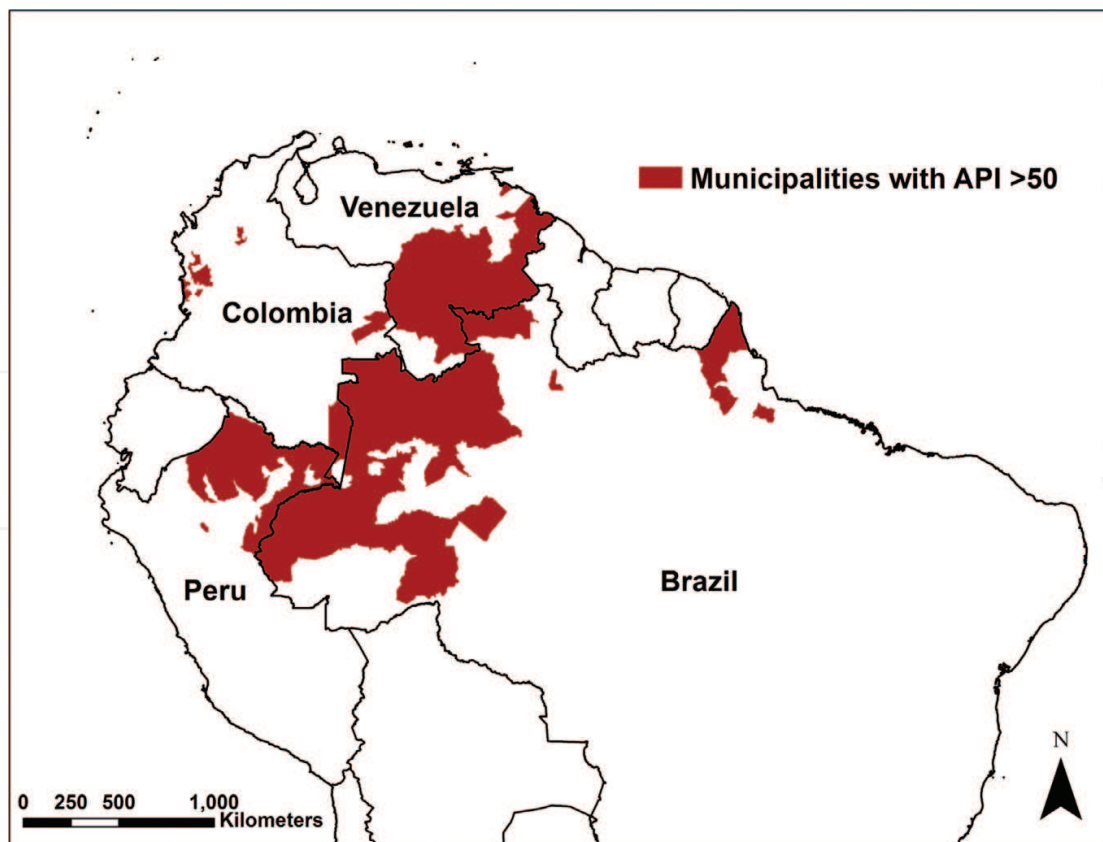 Municipalities with API >50
Venezuela
Colombia
Peru
Brazil
N
0 250 500 1,000
Kilometers